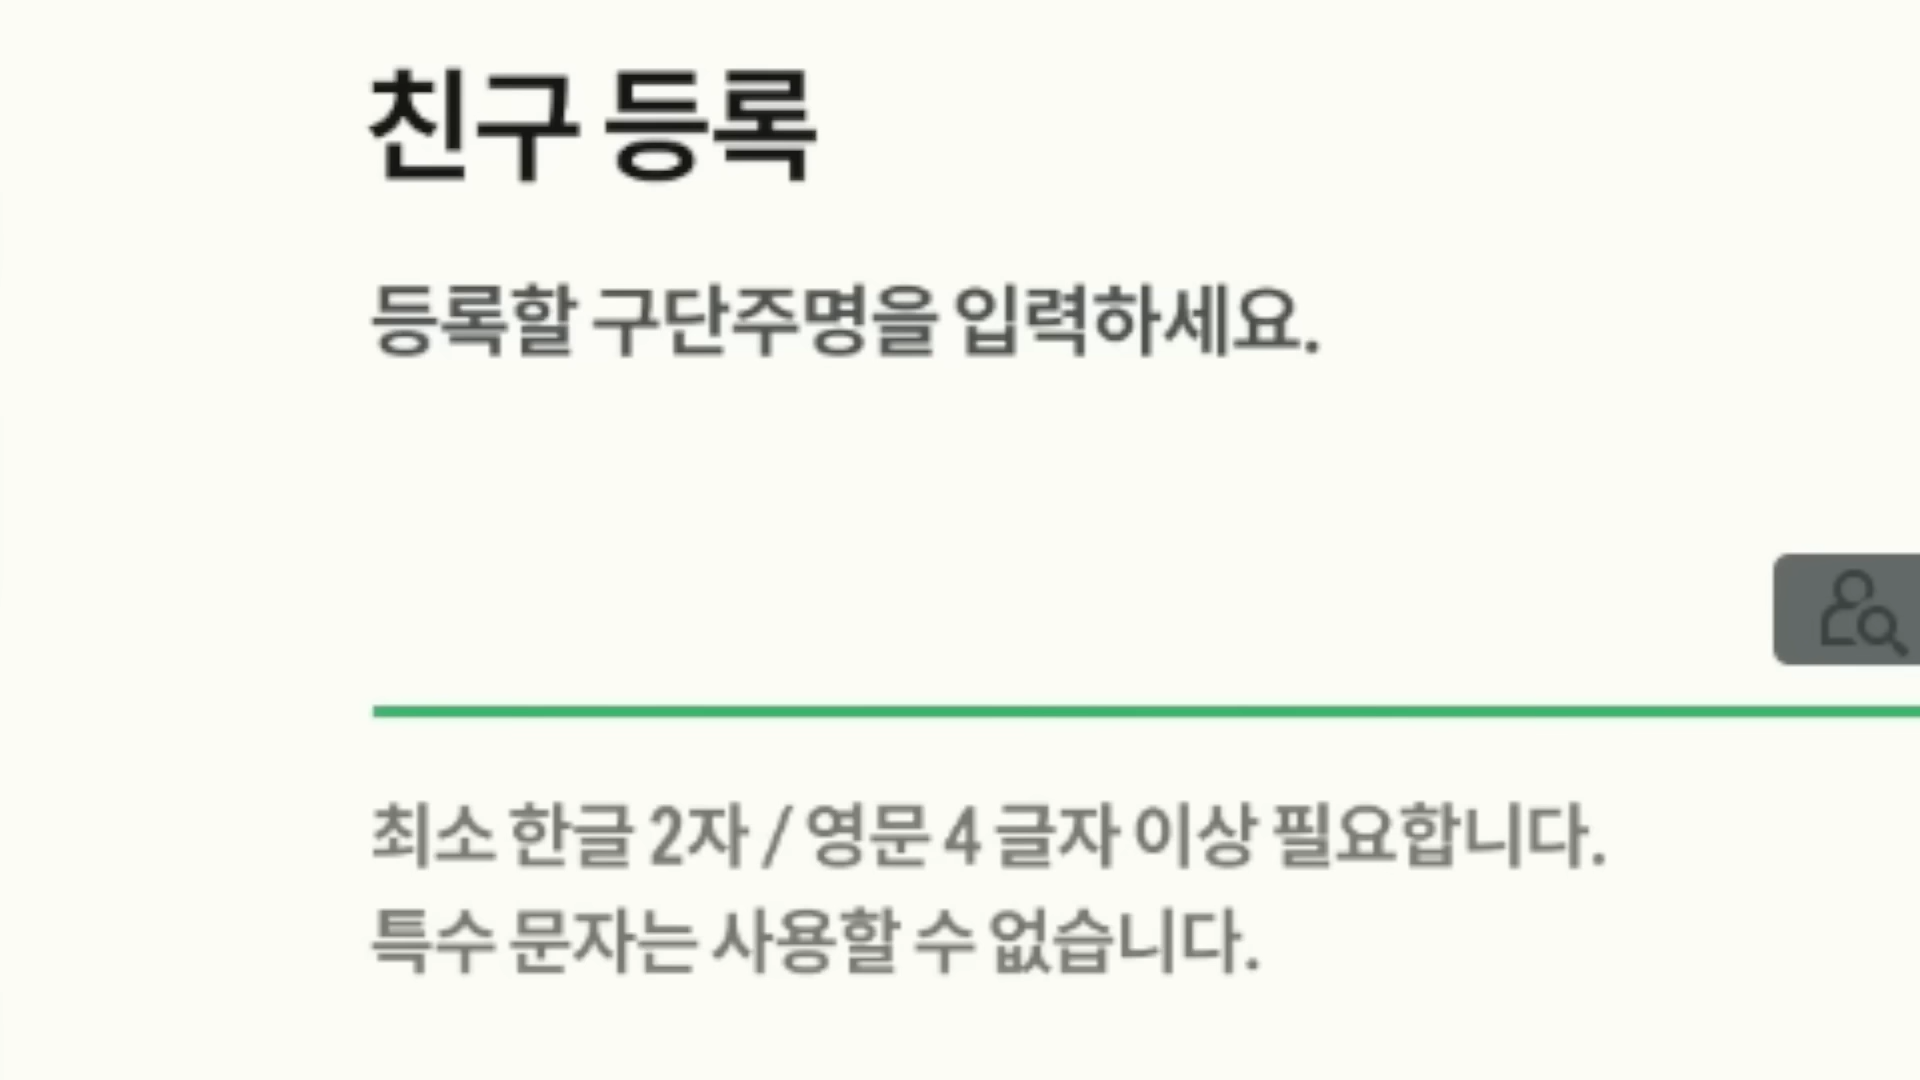 친구 등록
등록할 구단주명을 입력하세요.
최소 한글 2자 / 영문 4 글자 이상 필요합니다.
특수 문자는 사용할 수 없습니다.